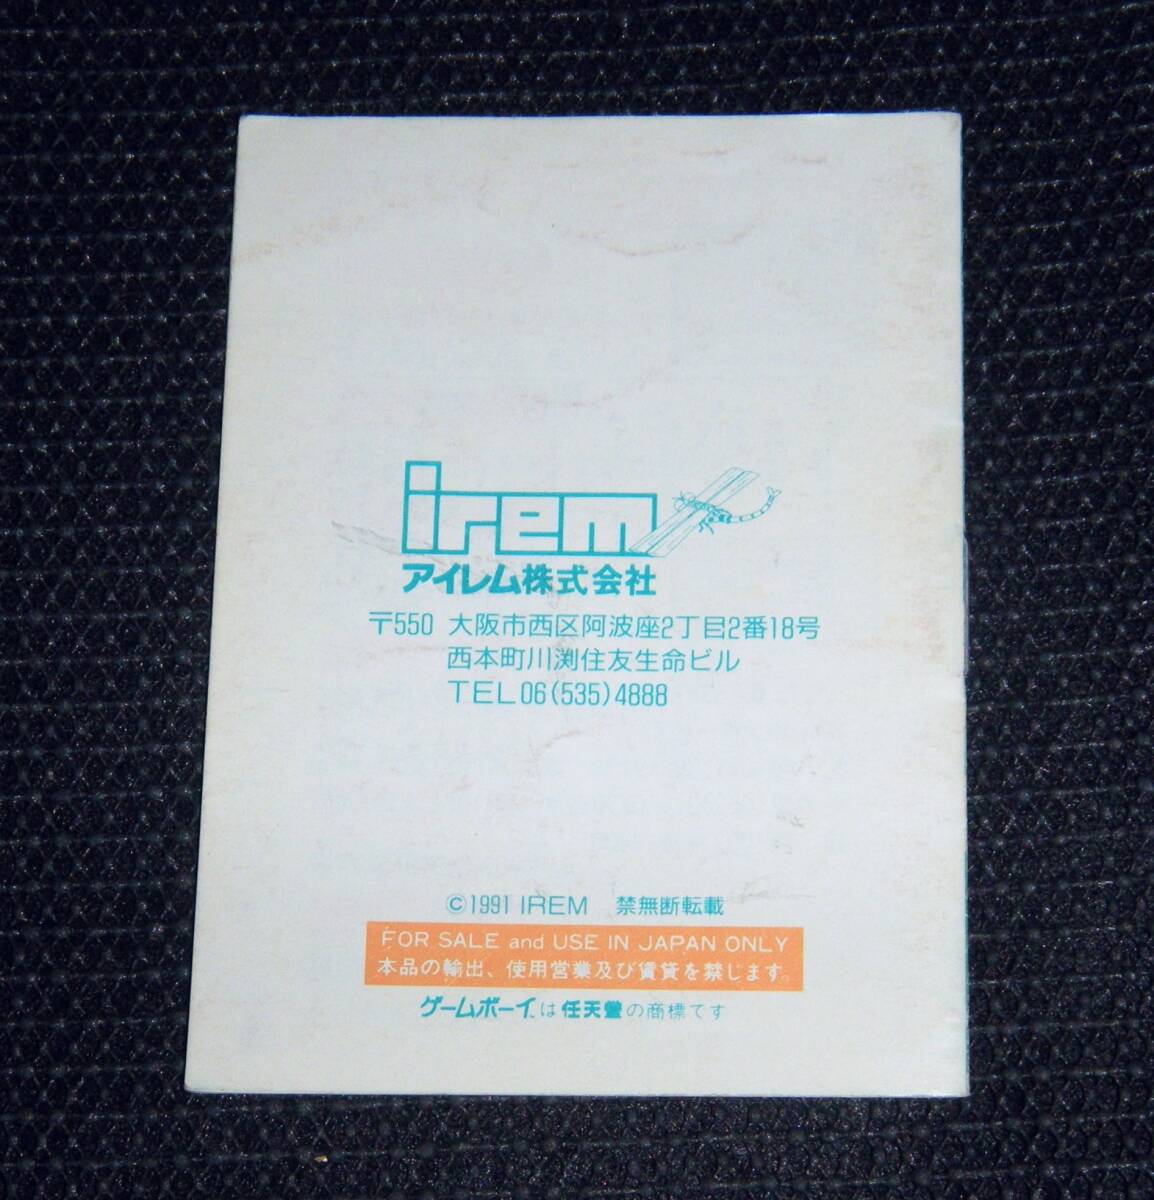 irem
アイレム株式会社
〒550 大阪市西区阿波座2丁目2番18号
西本町川渕住友生命ビル
TEL06(535)4888
©1991 IREM 禁無断転載
FOR SALE and USE IN JAPAN ONLY
本品の輸出、使用営業及び賃貸を禁じます。
ゲームボーイは任天堂の商標です